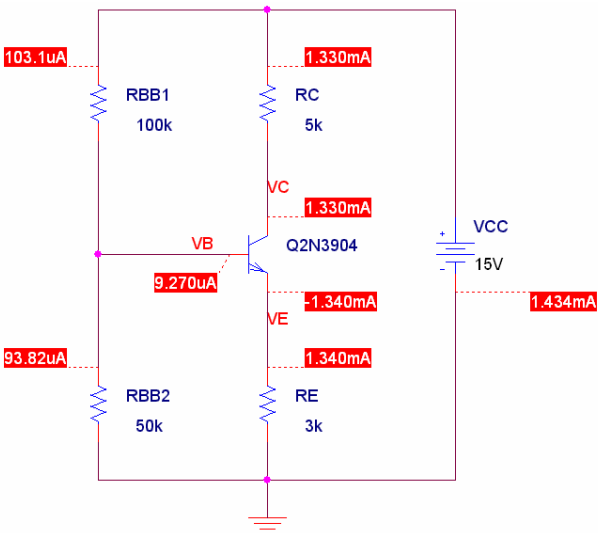 103.1uA
1.330mA
RBB1
100k
RC
5k
VC
1.330mA
VB
Q2N3904
VCC
+
15V
-
9.270uA
-1.340mA
1.434mA
VE
93.82uA
1.340mA
RBB2
50k
RE
3k